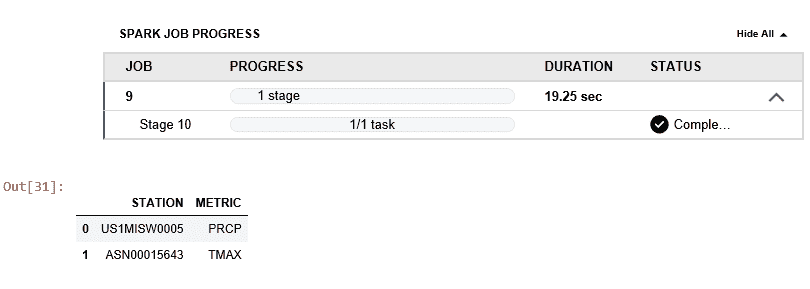 SPARK JOB PROGRESS Hide All
JOB PROGRESS DURATION STATUS
9 1 stage 19.25 sec
Stage 10 1/1 task Comple...
Out[31]:
STATION METRIC
0 US1MISW0005 PRCP
1 ASN00015643 TMAX